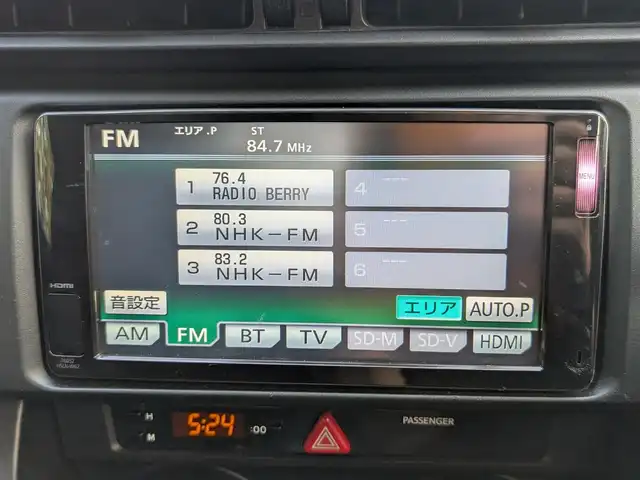 FM エリア.P ST
84.7 MHz
1 76.4
RADIO BERRY
2 80.3
NHK-FM
3 83.2
NHK-FM
4 ---
5 ---
6 ---
音設定 エリア AUTO.P
AM FM BT TV SD-M SD-V HDMI
MENU
HDMI
H 5:24 :00
M
PASSENGER